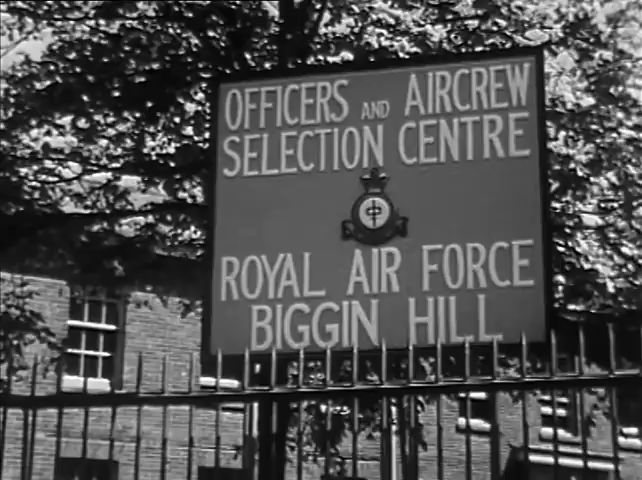 OFFICERS AND AIRCREW
SELECTION CENTRE
ROYAL AIR FORCE
BIGGIN HILL